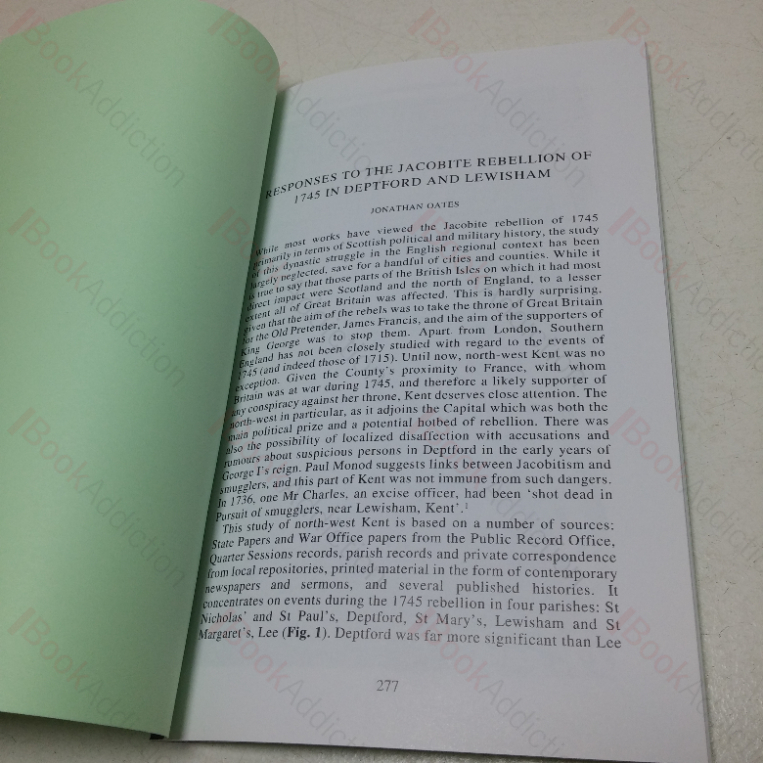 RESPONSES TO THE JACOBITE REBELLION OF
1745 IN DEPTFORD AND LEWISHAM
JONATHAN OATES
While most works have viewed the Jacobite rebellion of 1745
primarily in terms of Scottish political and military history, the study
of this dynastic struggle in the English regional context has been
largely neglected, save for a handful of cities and counties. While it
is true to say that those parts of the British Isles on which it had most
direct impact were Scotland and the north of England, to a lesser
extent all of Great Britain was affected. This is hardly surprising,
given that the aim of the rebels was to take the throne of Great Britain
for the Old Pretender, James Francis, and the aim of the supporters of
King George was to stop them. Apart from London, Southern
England has not been closely studied with regard to the events of
1745 (and indeed those of 1715). Until now, north-west Kent was no
exception. Given the County's proximity to France, with whom
Britain was at war during 1745, and therefore a likely supporter of
any conspiracy against her throne, Kent deserves close attention. The
north-west in particular, as it adjoins the Capital which was both the
main political prize and a potential hotbed of rebellion. There was
also the possibility of localized disaffection with accusations and
rumours about suspicious persons in Deptford in the early years of
George I's reign. Paul Monod suggests links between Jacobitism and
smugglers, and this part of Kent was not immune from such dangers.
In 1736, one Mr Charles, an excise officer, had been 'shot dead in
Pursuit of smugglers, near Lewisham, Kent'.¹
This study of north-west Kent is based on a number of sources:
State Papers and War Office papers from the Public Record Office,
Quarter Sessions records, parish records and private correspondence
from local repositories, printed material in the form of contemporary
newspapers and sermons, and several published histories. It
concentrates on events during the 1745 rebellion in four parishes: St
Nicholas' and St Paul's, Deptford, St Mary's, Lewisham and St
Margaret's, Lee (Fig. 1). Deptford was far more significant than Lee
277
BookAddiction